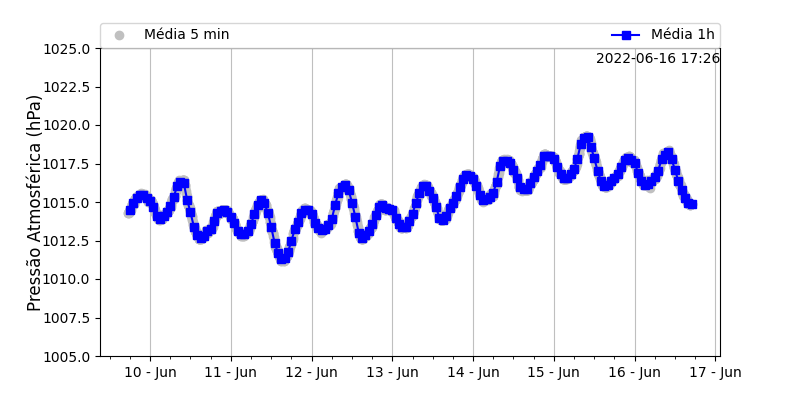 Média 5 min
Média 1h
2022-06-16 17:26
Pressão Atmosférica (hPa)
1025.0
1022.5
1020.0
1017.5
1015.0
1012.5
1010.0
1007.5
1005.0
10 - Jun 11 - Jun 12 - Jun 13 - Jun 14 - Jun 15 - Jun 16 - Jun 17 - Jun